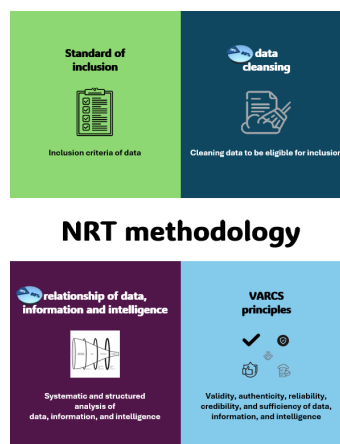 Standard of
inclusion
Inclusion criteria of data
data
cleansing
Cleaning data to be eligible for inclusion
NRT methodology
relationship of data,
information and intelligence
Systematic and structured
analysis of
data, information, and intelligence
VARCS
principles
Validity, authenticity, reliability,
credibility, and sufficiency of data,
information, and intelligence